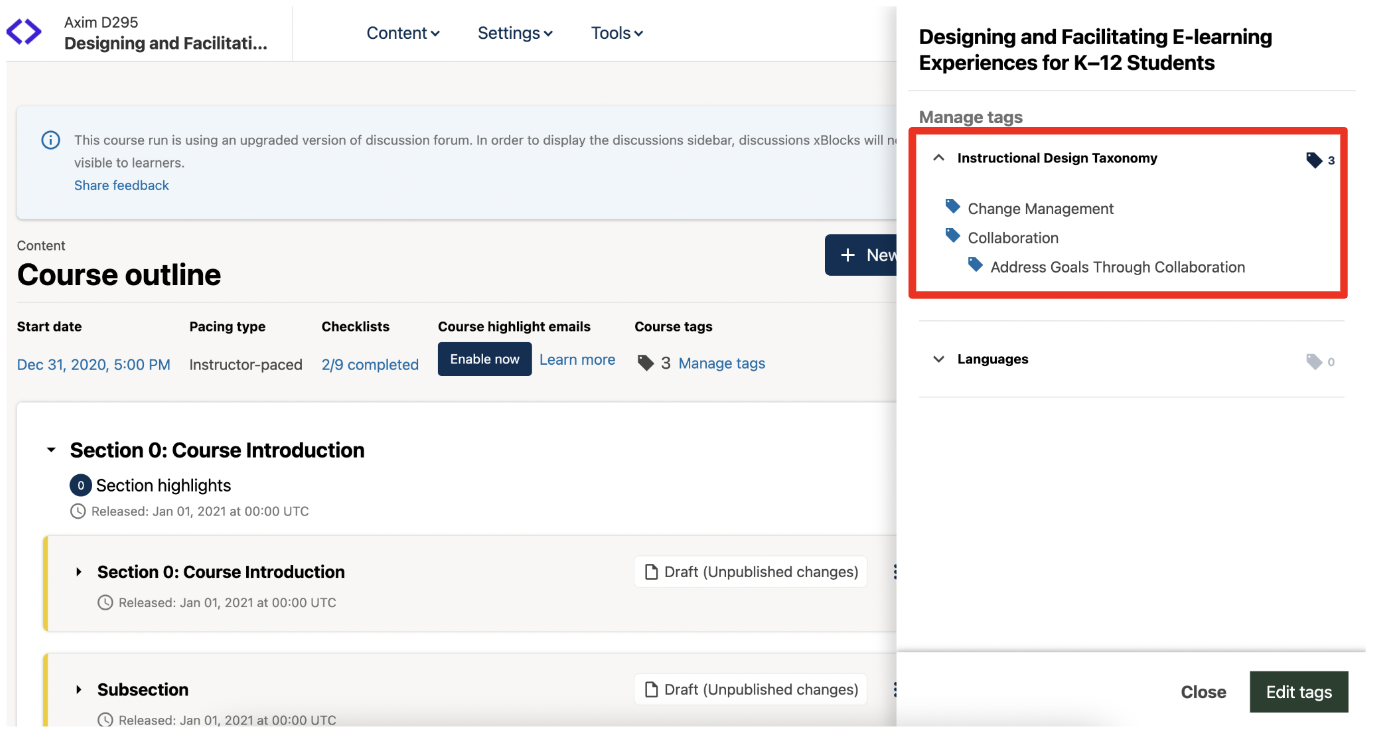 Axim D295
Designing and Facilitati...
Content
Settings
Tools
This course run is using an upgraded version of discussion forum. In order to display the discussions sidebar, discussions xBlocks will
visible to learners.
Share feedback
Content
Course outline
+ New
Start date
Pacing type
Checklists
Course highlight emails
Course tags
Dec 31, 2020, 5:00 PM
Instructor-paced
2/9 completed
Enable now
Learn more
3 Manage tags
Section 0: Course Introduction
0 Section highlights
Released: Jan 01, 2021 at 00:00 UTC
Section 0: Course Introduction
Draft (Unpublished changes)
Released: Jan 01, 2021 at 00:00 UTC
Subsection
Draft (Unpublished changes)
Released: Jan 01, 2021 at 00:00 UTC
Designing and Facilitating E-learning
Experiences for K–12 Students
Manage tags
Instructional Design Taxonomy
3
Change Management
Collaboration
Address Goals Through Collaboration
Languages
0
Close
Edit tags